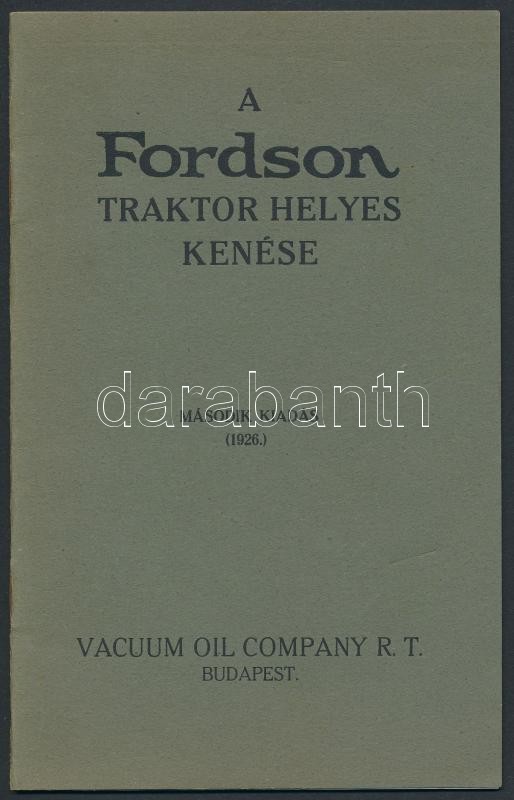 A
Fordson
TRAKTOR HELYES
KENÉSE
darabanth
MÁSODIK KIADÁS
(1926.)
VACUUM OIL COMPANY R. T.
BUDAPEST.